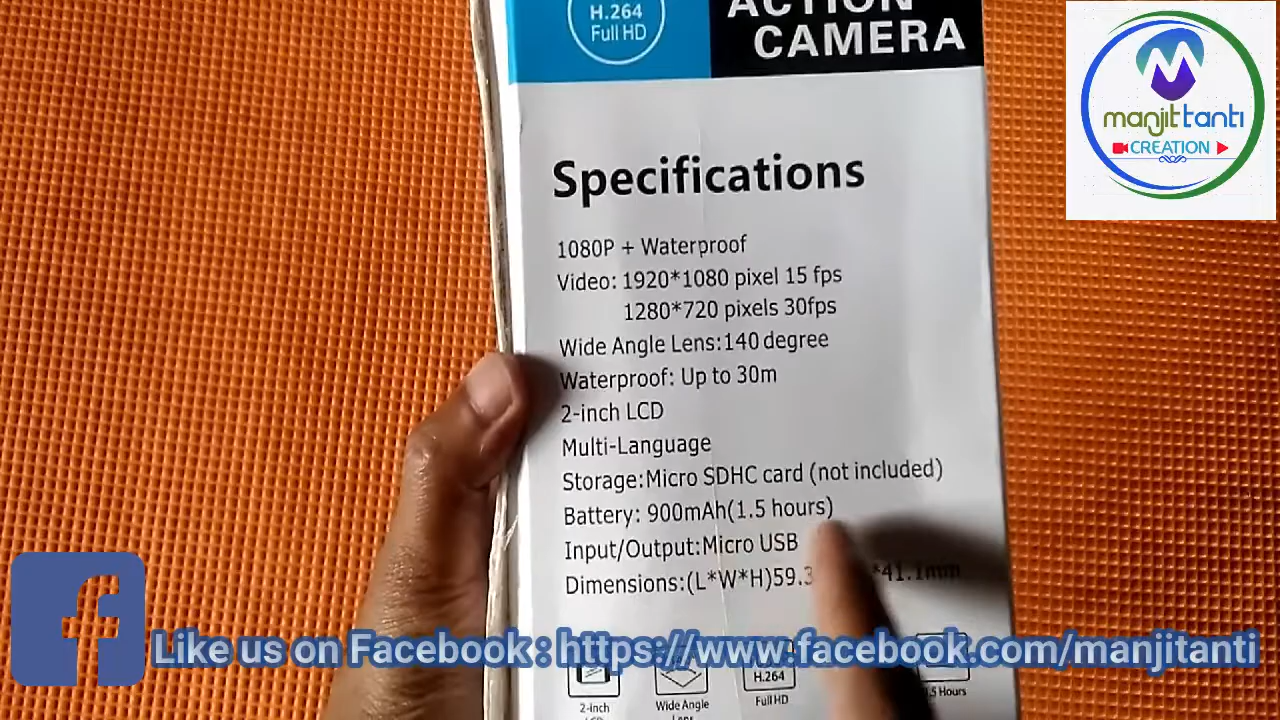 H.264
Full HD
ACTION
CAMERA
manjit tanti
CREATION
Specifications
1080P + Waterproof
Video: 1920*1080 pixel 15 fps
1280*720 pixels 30fps
Wide Angle Lens:140 degree
Waterproof: Up to 30m
2-inch LCD
Multi-Language
Storage:Micro SDHC card (not included)
Battery: 900mAh(1.5 hours)
Input/Output:Micro USB
Dimensions:(L*W*H)59.3 *41.1mm
Like us on Facebook : https://www.facebook.com/manjitanti
H.264
2-inch
Wide Angle
Full HD
.5 Hours